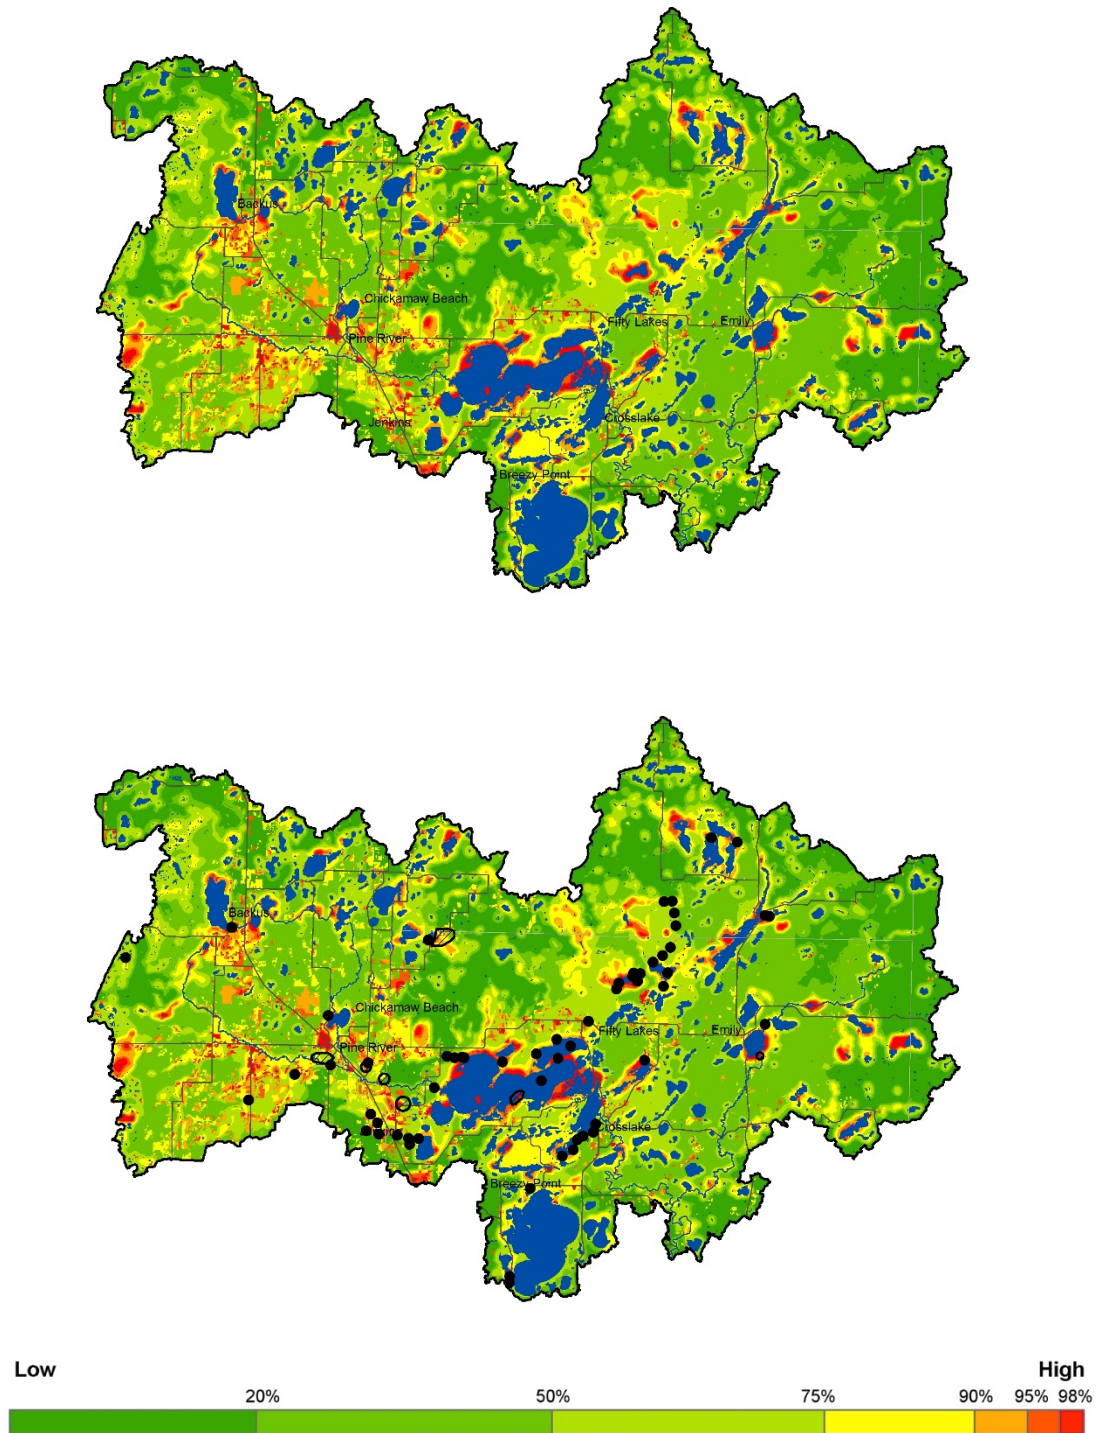 Backus
Chickamaw Beach
Fifty Lakes
Emily
Pine River
Crosslake
Jenkins
Breezy Point
Backus
Chickamaw Beach
Fifty Lakes
Emily
Pine River
Crosslake
Breezy Point
Low
High
20%
50%
75%
90%
95%
98%